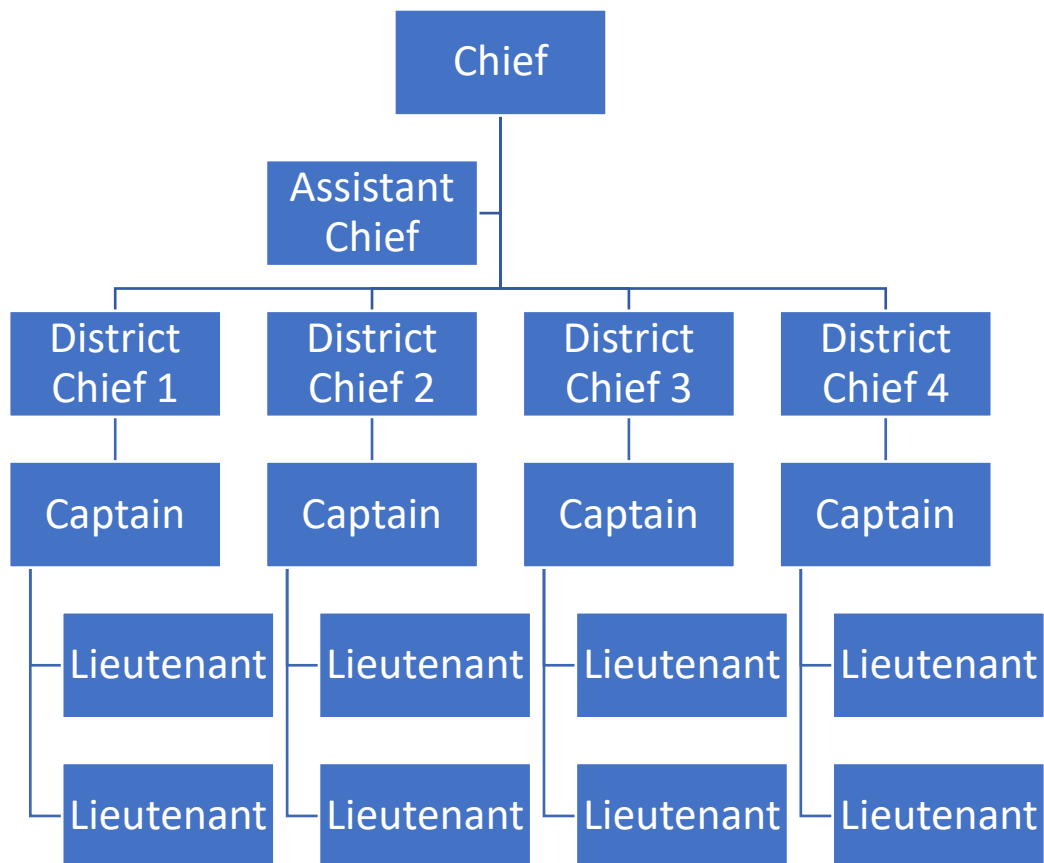 Chief
Assistant
Chief
District
Chief 1
District
Chief 2
District
Chief 3
District
Chief 4
Captain
Captain
Captain
Captain
Lieutenant
Lieutenant
Lieutenant
Lieutenant
Lieutenant
Lieutenant
Lieutenant
Lieutenant